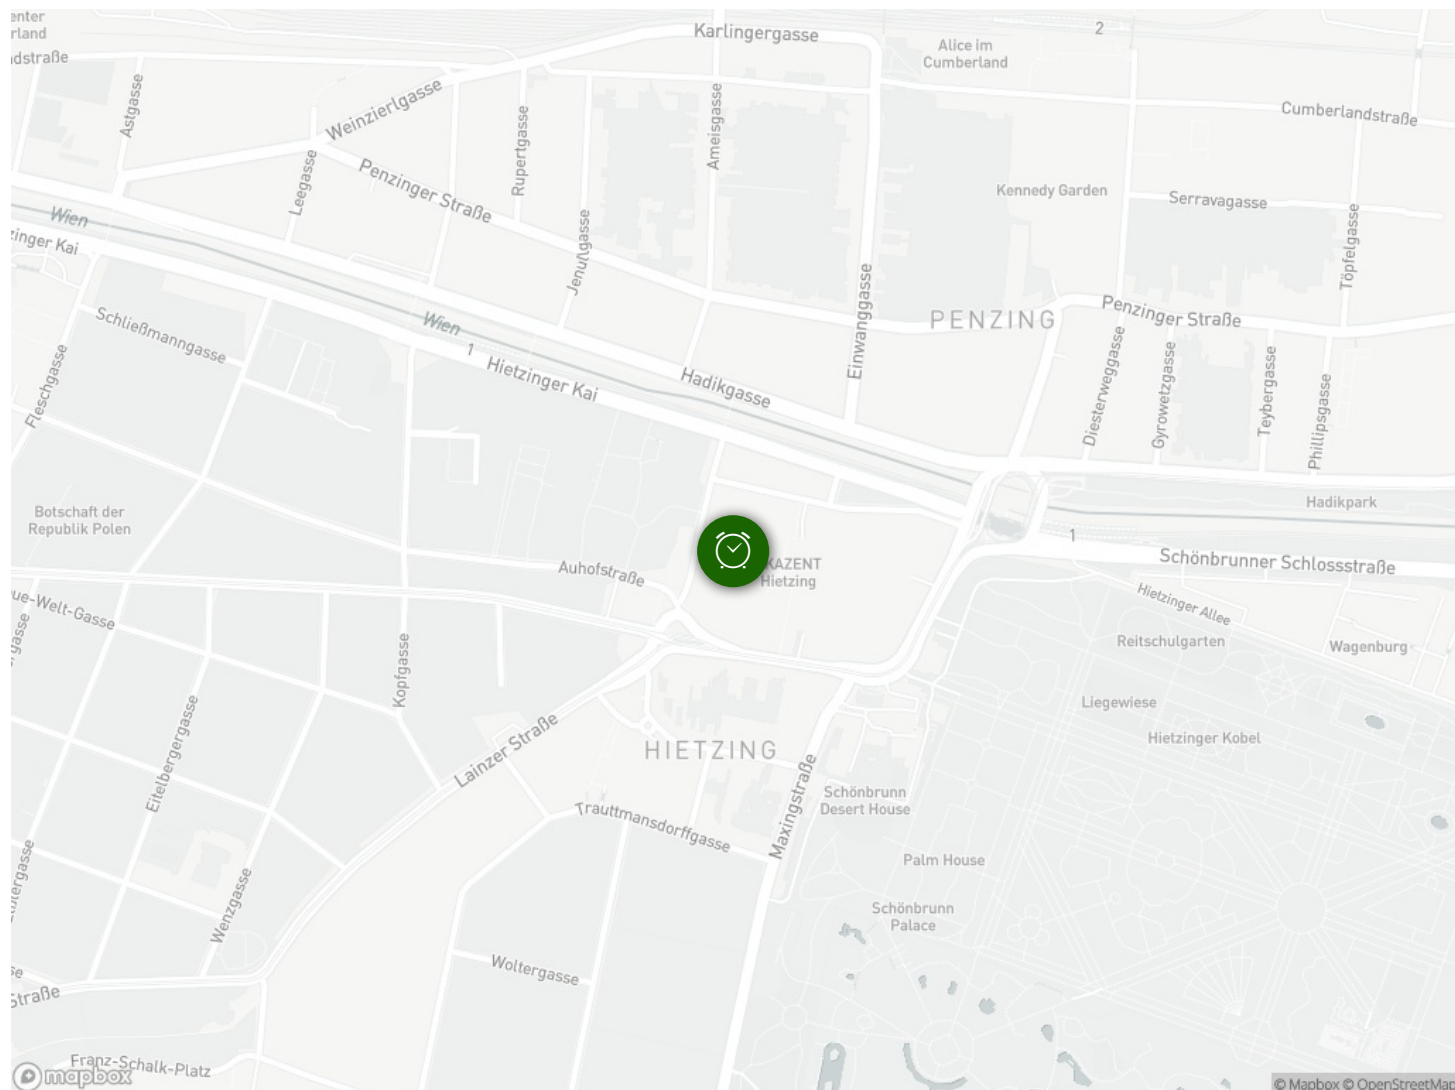 Karlingergasse
2
Alice im
Cumberland
Astgasse
Weinzierlgasse
Rupertgasse
Ameisgasse
Cumberlandstraße
Leegasse
Penzinger Straße
Kennedy Garden
Serravagasse
Wien
Jenullgasse
Töpfelgasse
Einwanggasse
PENZING
Penzinger Straße
Schließmanngasse
Wien
1
Hietzinger Kai
Hadikgasse
Fleschgasse
Diesterweggasse
Gyrowetzgasse
Teybergasse
Phillipsgasse
Hadikpark
Botschaft der
Republik Polen
1
Schönbrunner Schlossstraße
Auhofstraße
KAZENT
Hietzing
Hietzinger Allee
Reitschulgarten
Wagenburg
Kopfgasse
Liegewiese
Hietzinger Kobel
Eitelbergergasse
Lainzer Straße
HIETZING
Maxingstraße
Schönbrunn
Desert House
Trauttmansdorffgasse
Palm House
Wenzgasse
Schönbrunn
Palace
Woltergasse
Straße
Franz-Schalk-Platz
mapbox
© Mapbox © OpenStreetMap